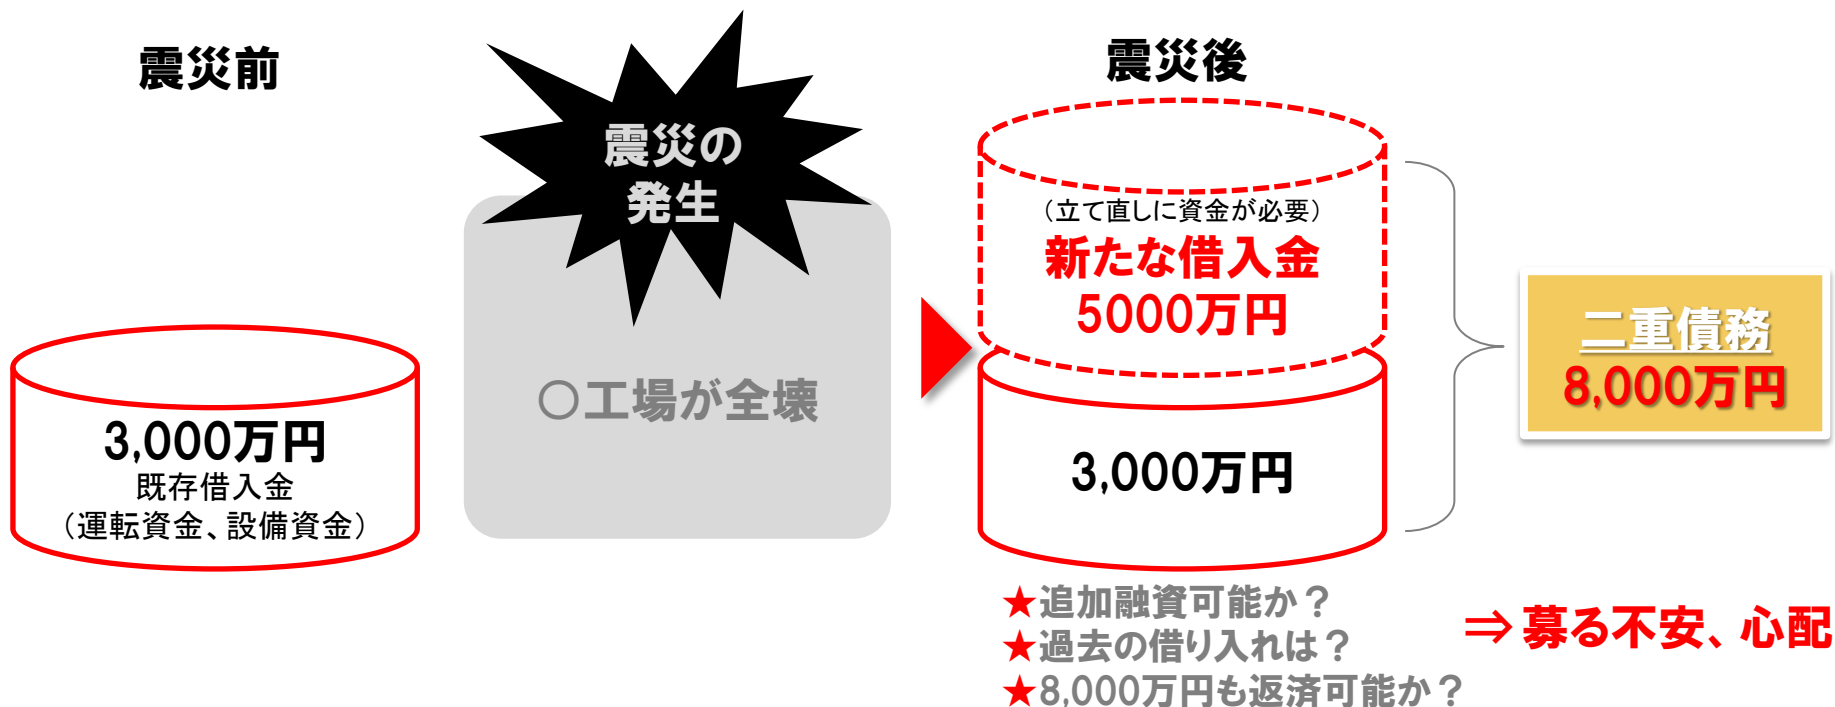 震災前
3,000万円
既存借入金
（運転資金、設備資金）
震災の
発生
○工場が全壊
震災後
（立て直しに資金が必要）
新たな借入金
5000万円
3,000万円
二重債務
8,000万円
★追加融資可能か？
★過去の借り入れは？
★8,000万円も返済可能か？
⇒募る不安、心配